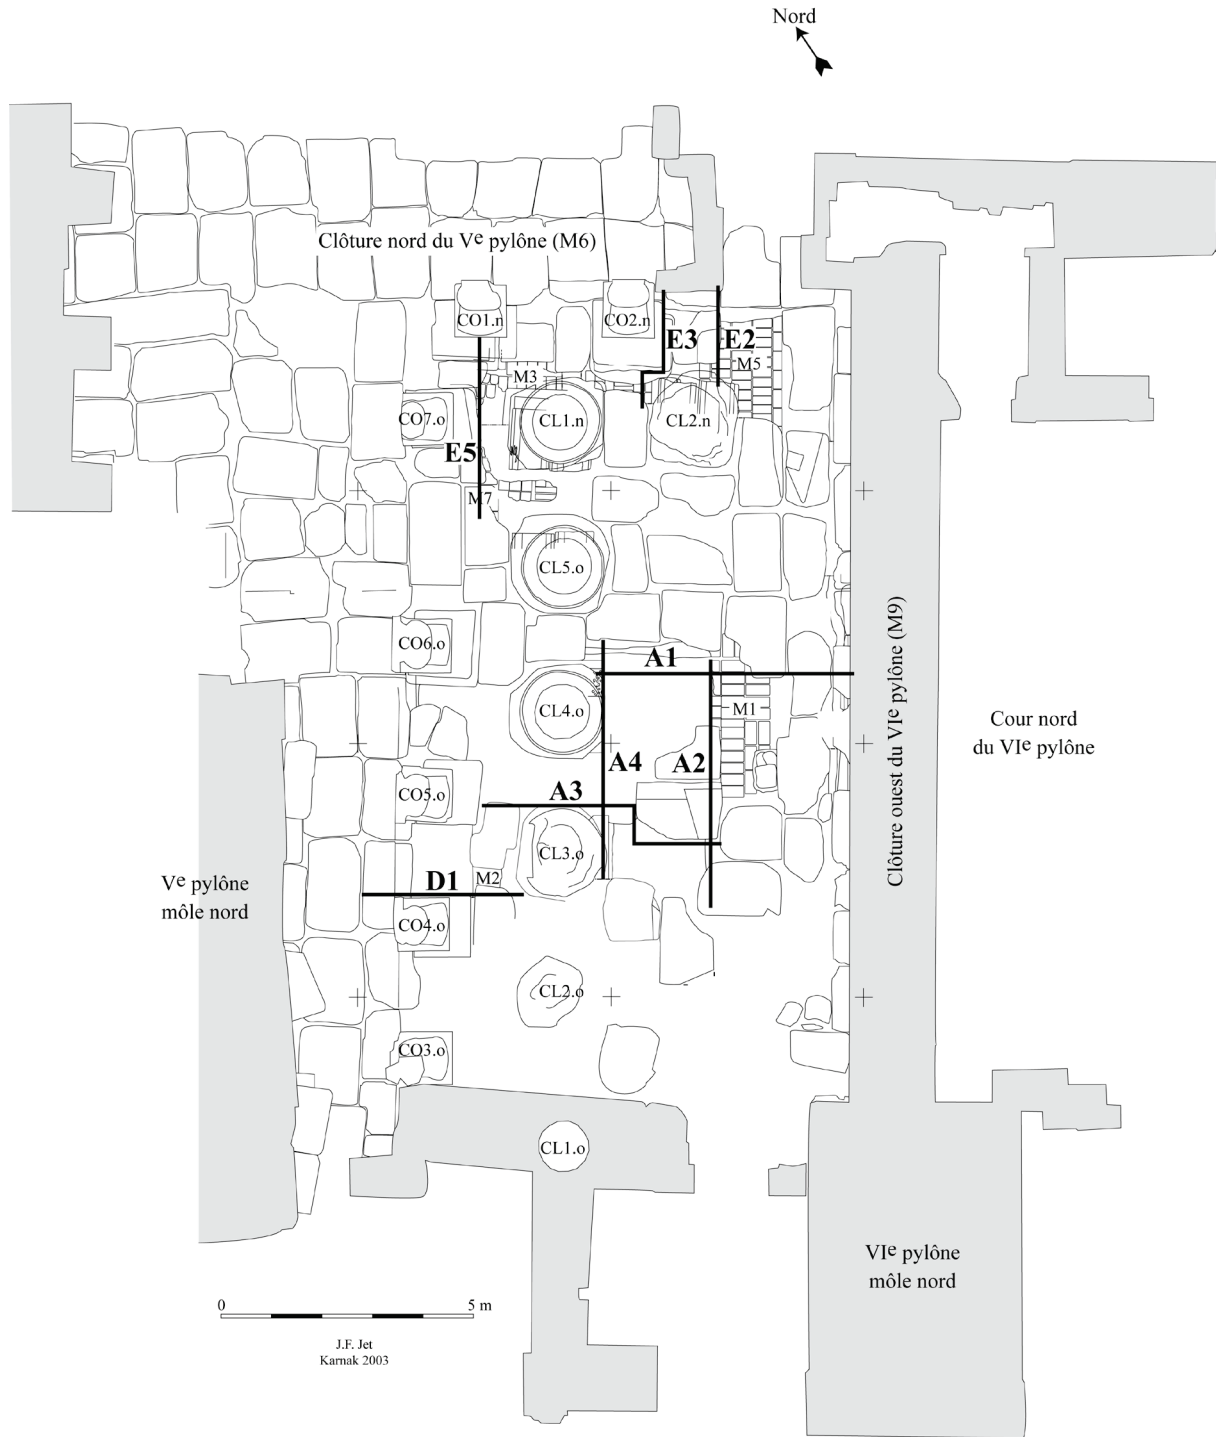 Nord
Clôture nord du Ve pylône (M6)
CO1.n
CO2.n
E3
E2
M5
M3
CO7.o
CL1.n
CL2.n
E5
M7
CL5.o
CO6.o
A1
CL4.o
M1
A4
A2
CO5.o
A3
CL3.o
M2
D1
CO4.o
Clôture ouest du VIe pylône (M9)
Cour nord
du VIe pylône
Ve pylône
môle nord
CL2.o
CO3.o
CL1.o
VIe pylône
môle nord
0 5 m
J.F. Jet
Karnak 2003